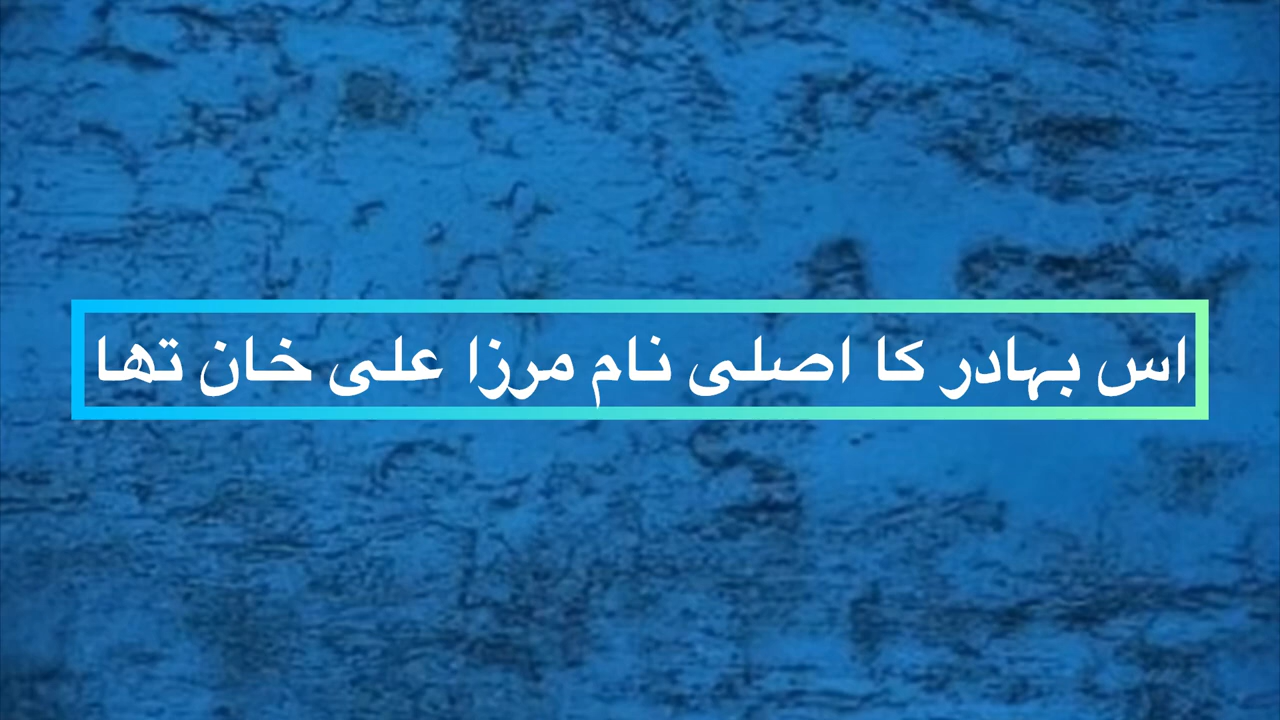 اس بہادر کا اصلی نام مرزا علی خان تھا